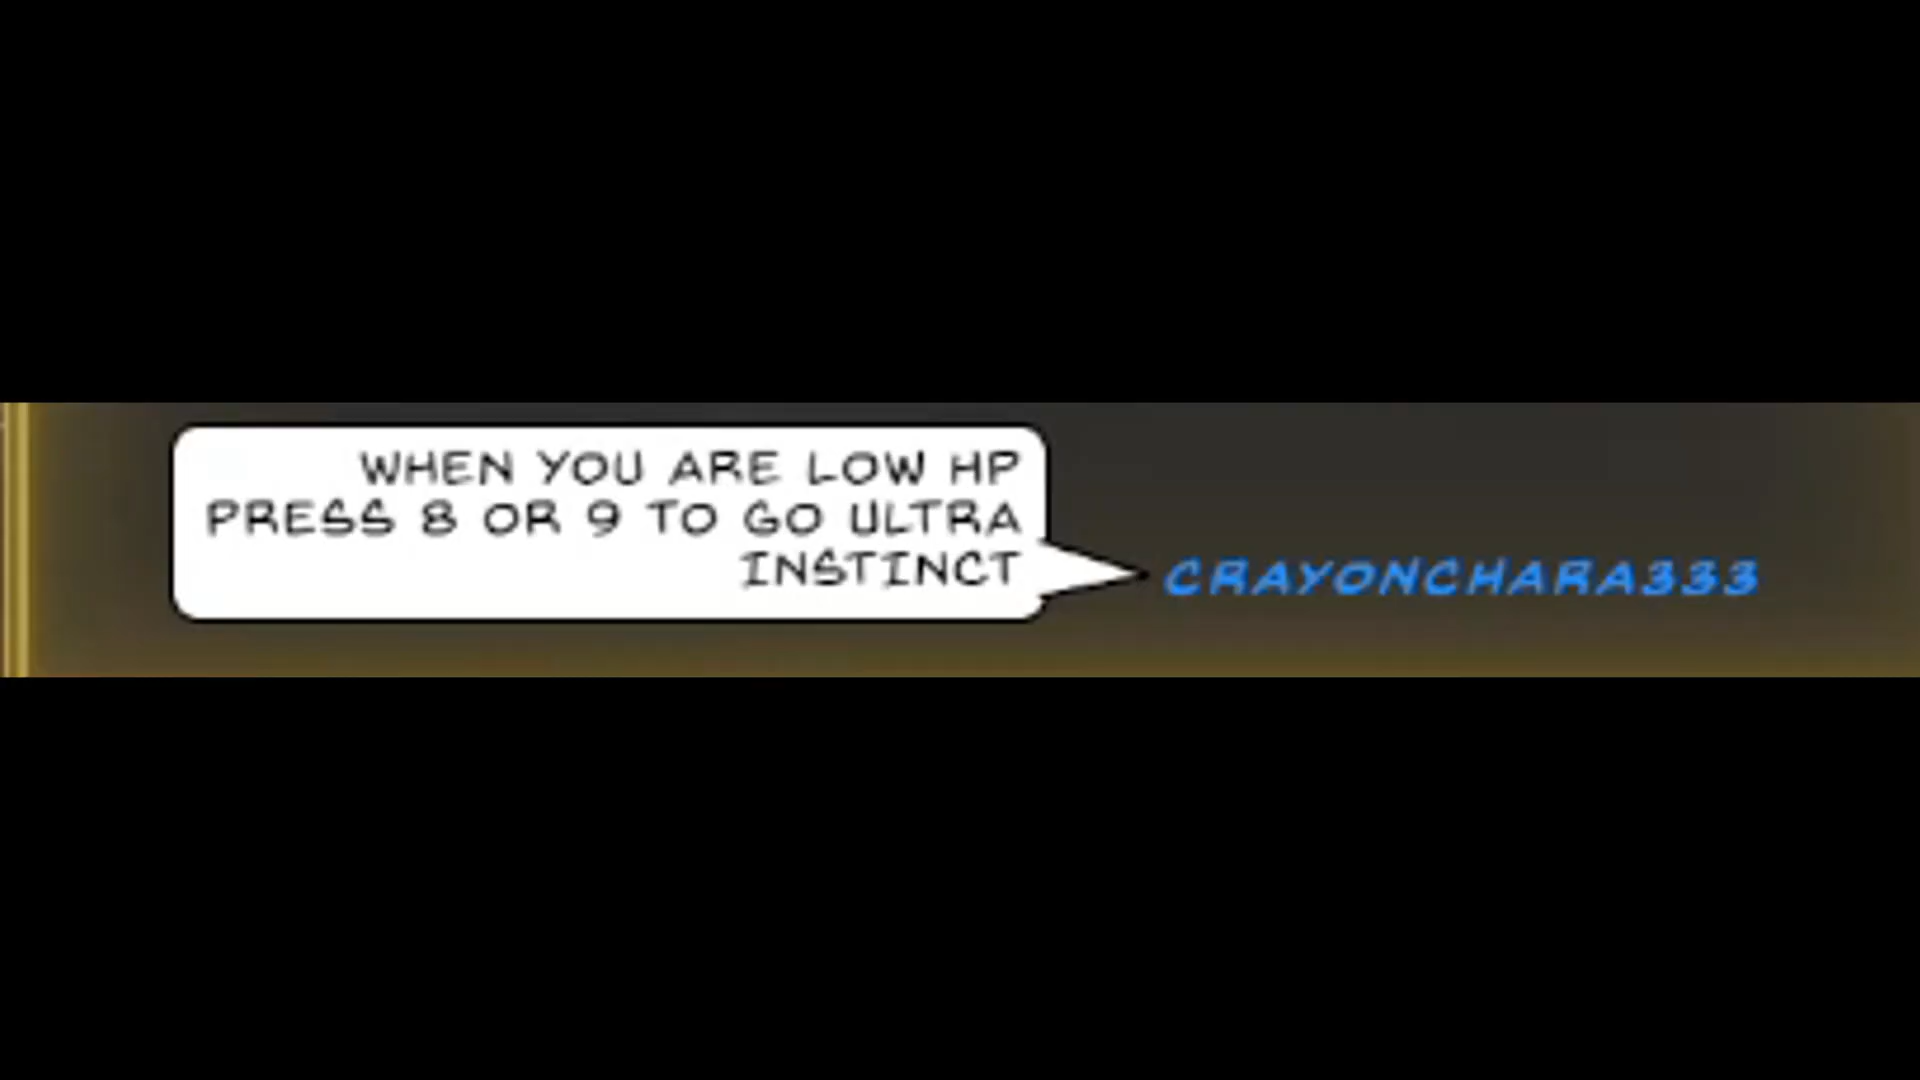 WHEN YOU ARE LOW HP
PRESS 8 OR 9 TO GO ULTRA
INSTINCT
CRAYONCHARA333